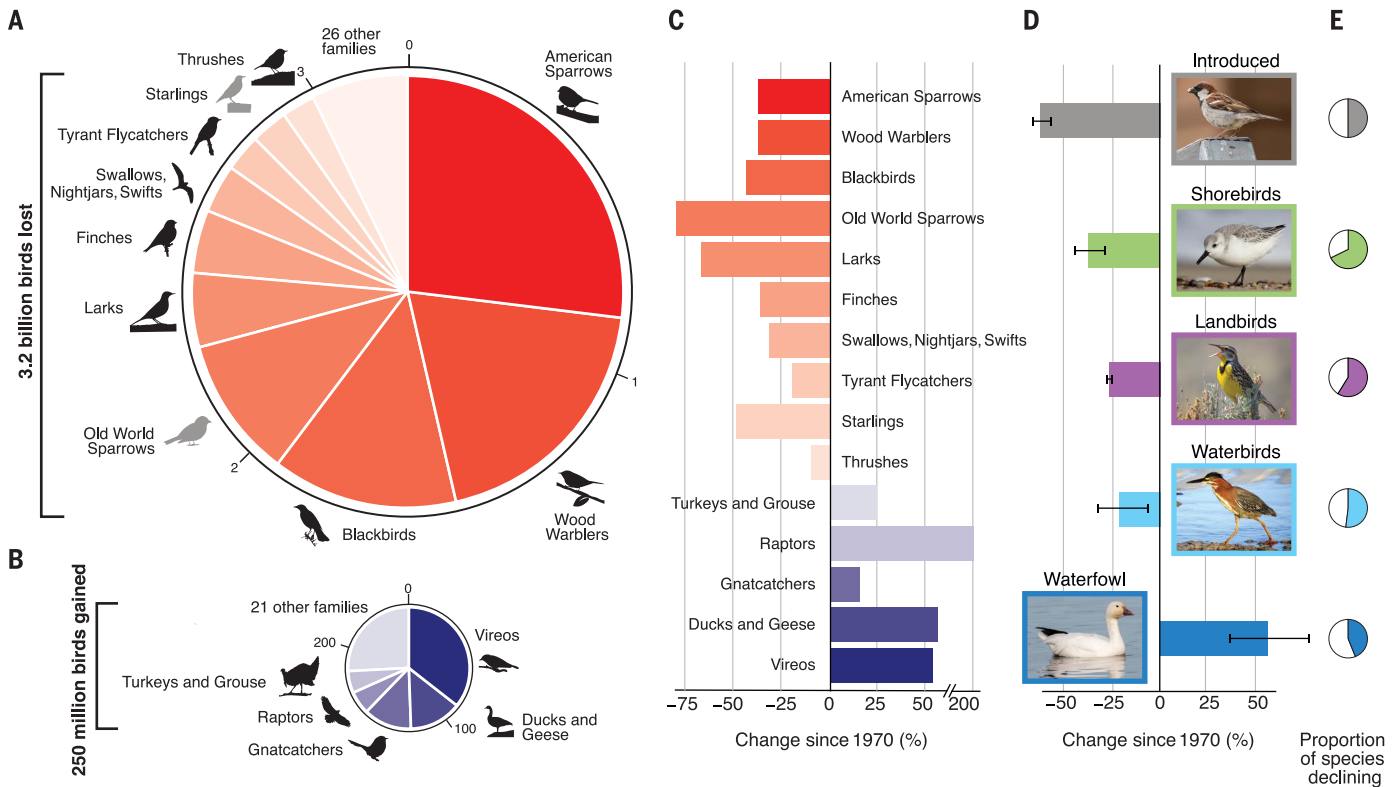 A
3.2 billion birds lost
26 other
families
0
American
Sparrows
Thrushes
3
Starlings
Tyrant Flycatchers
Swallows,
Nightjars, Swifts
Finches
Larks
1
Old World
Sparrows
2
Blackbirds
Wood
Warblers
B
250 million birds gained
21 other families
0
200
Vireos
Turkeys and Grouse
Raptors
Gnatcatchers
100
Ducks and
Geese
C
American Sparrows
Wood Warblers
Blackbirds
Old World Sparrows
Larks
Finches
Swallows, Nightjars, Swifts
Tyrant Flycatchers
Starlings
Thrushes
Turkeys and Grouse
Raptors
Gnatcatchers
Ducks and Geese
Vireos
−75 −50 −25 0 25 50 200
Change since 1970 (%)
D
Introduced
Shorebirds
Landbirds
Waterbirds
Waterfowl
−50 −25 0 25 50
Change since 1970 (%)
E
Proportion
of species
declining